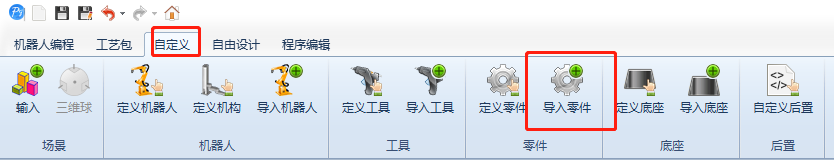 机器人编程 工艺包 自定义 自由设计 程序编辑
输入 三维球 定义机器人 定义机构 导入机器人 定义工具 导入工具 定义零件 导入零件 定义底座 导入底座 自定义后置
场景 机器人 工具 零件 底座 后置